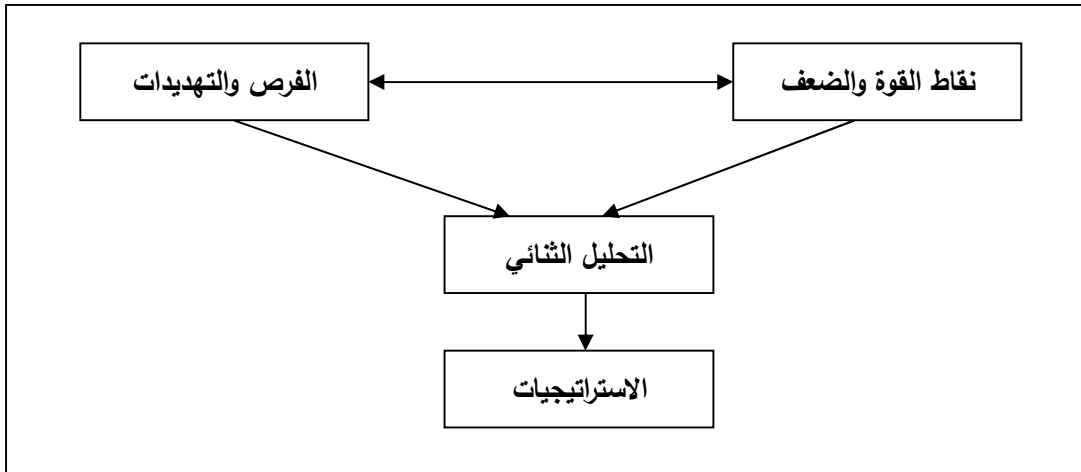 نقاط القوة والضعف
الفرص والتهديدات
التحليل الثنائي
الاستراتيجيات